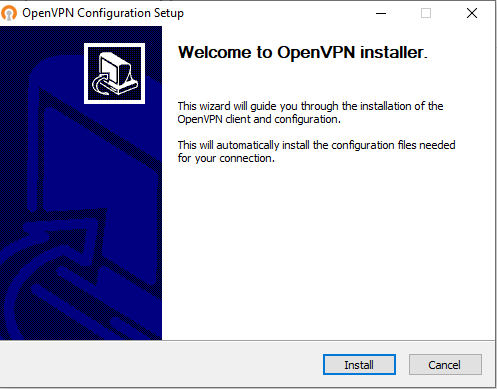 OpenVPN Configuration Setup
Welcome to OpenVPN installer.
This wizard will guide you through the installation of the
OpenVPN client and configuration.
This will automatically install the configuration files needed
for your connection.
Install
Cancel